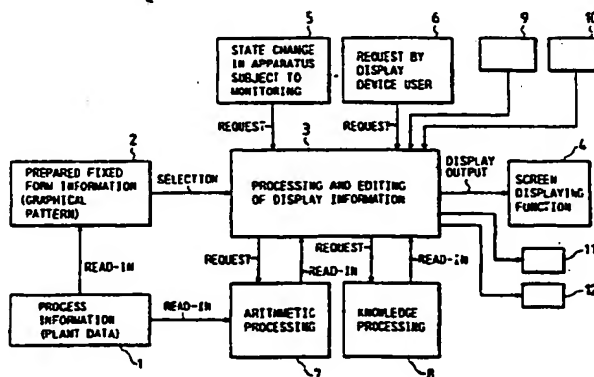 5
6
9
10
STATE CHANGE
IN APPARATUS
SUBJECT TO
MONITORING
REQUEST BY
DISPLAY
DEVICE USER
REQUEST
REQUEST
2
3
4
PREPARED FIXED
FORM INFORMATION
(GRAPHICAL
PATTERN)
SELECTION
PROCESSING AND EDITING
OF DISPLAY INFORMATION
DISPLAY
OUTPUT
SCREEN
DISPLAYING
FUNCTION
READ-IN
REQUEST
READ-IN
REQUEST
READ-IN
11
12
PROCESS
INFORMATION
(PLANT DATA)
READ-IN
ARITHMETIC
PROCESSING
KNOWLEDGE
PROCESSING
1
7
8